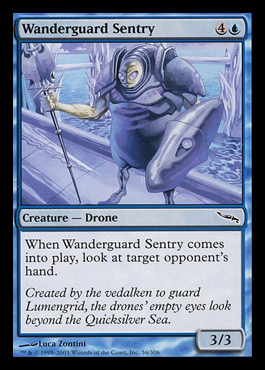 Wanderguard Sentry 4
Creature — Drone
When Wanderguard Sentry comes
into play, look at target opponent's
hand.
Created by the vedalken to guard
Lumengrid, the drones' empty eyes look
beyond the Quicksilver Sea.
Luca Zontini
™ & © 1993–2003 Wizards of the Coast, Inc. 56/306
3/3